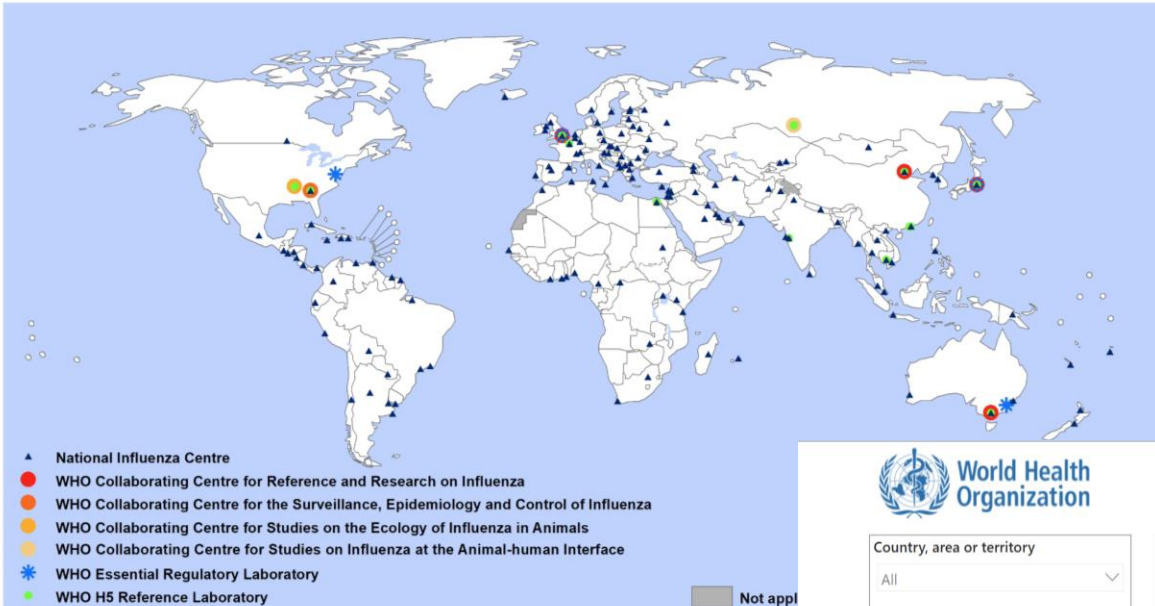 National Influenza Centre
WHO Collaborating Centre for Reference and Research on Influenza
WHO Collaborating Centre for the Surveillance, Epidemiology and Control of Influenza
WHO Collaborating Centre for Studies on the Ecology of Influenza in Animals
WHO Collaborating Centre for Studies on Influenza at the Animal-human Interface
WHO Essential Regulatory Laboratory
WHO H5 Reference Laboratory
Not appl
World Health
Organization
Country, area or territory
All